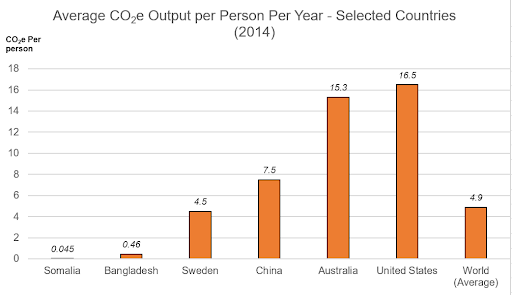 Average CO₂e Output per Person Per Year - Selected Countries
(2014)
CO₂e Per
person
18
16
14
12
10
8
6
4
2
0
0.045
0.46
4.5
7.5
15.3
16.5
4.9
Somalia
Bangladesh
Sweden
China
Australia
United States
World
(Average)